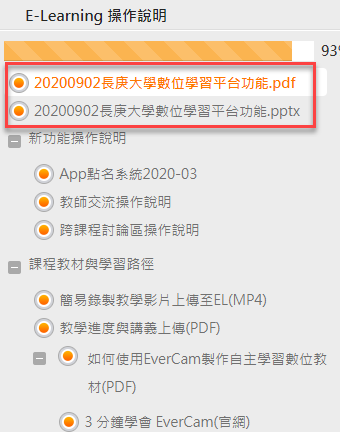 E-Learning 操作說明
93%
20200902長庚大學數位學習平台功能.pdf
20200902長庚大學數位學習平台功能.pptx
新功能操作說明
App點名系統2020-03
教師交流操作說明
跨課程討論區操作說明
課程教材與學習路徑
簡易錄製教學影片上傳至EL(MP4)
教學進度與講義上傳(PDF)
如何使用EverCam製作自主學習數位教
材(PDF)
3 分鐘學會 EverCam(官網)